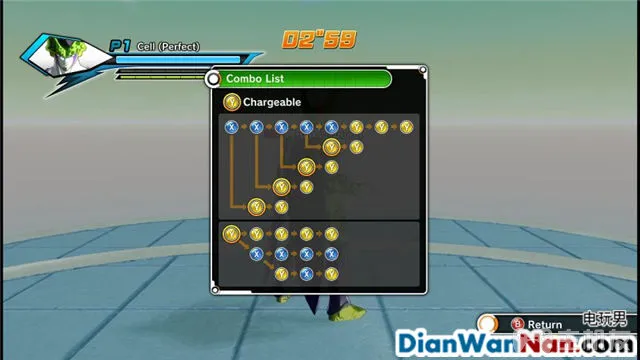 P1 Cell (Perfect)
02"59
Combo List
Y Chargeable
X X X X X Y Y Y
Y Y
Y Y
Y Y
Y Y
Y Y Y Y Y
X X X X
Y X Y
B Return
电玩男
DianWanNan.com